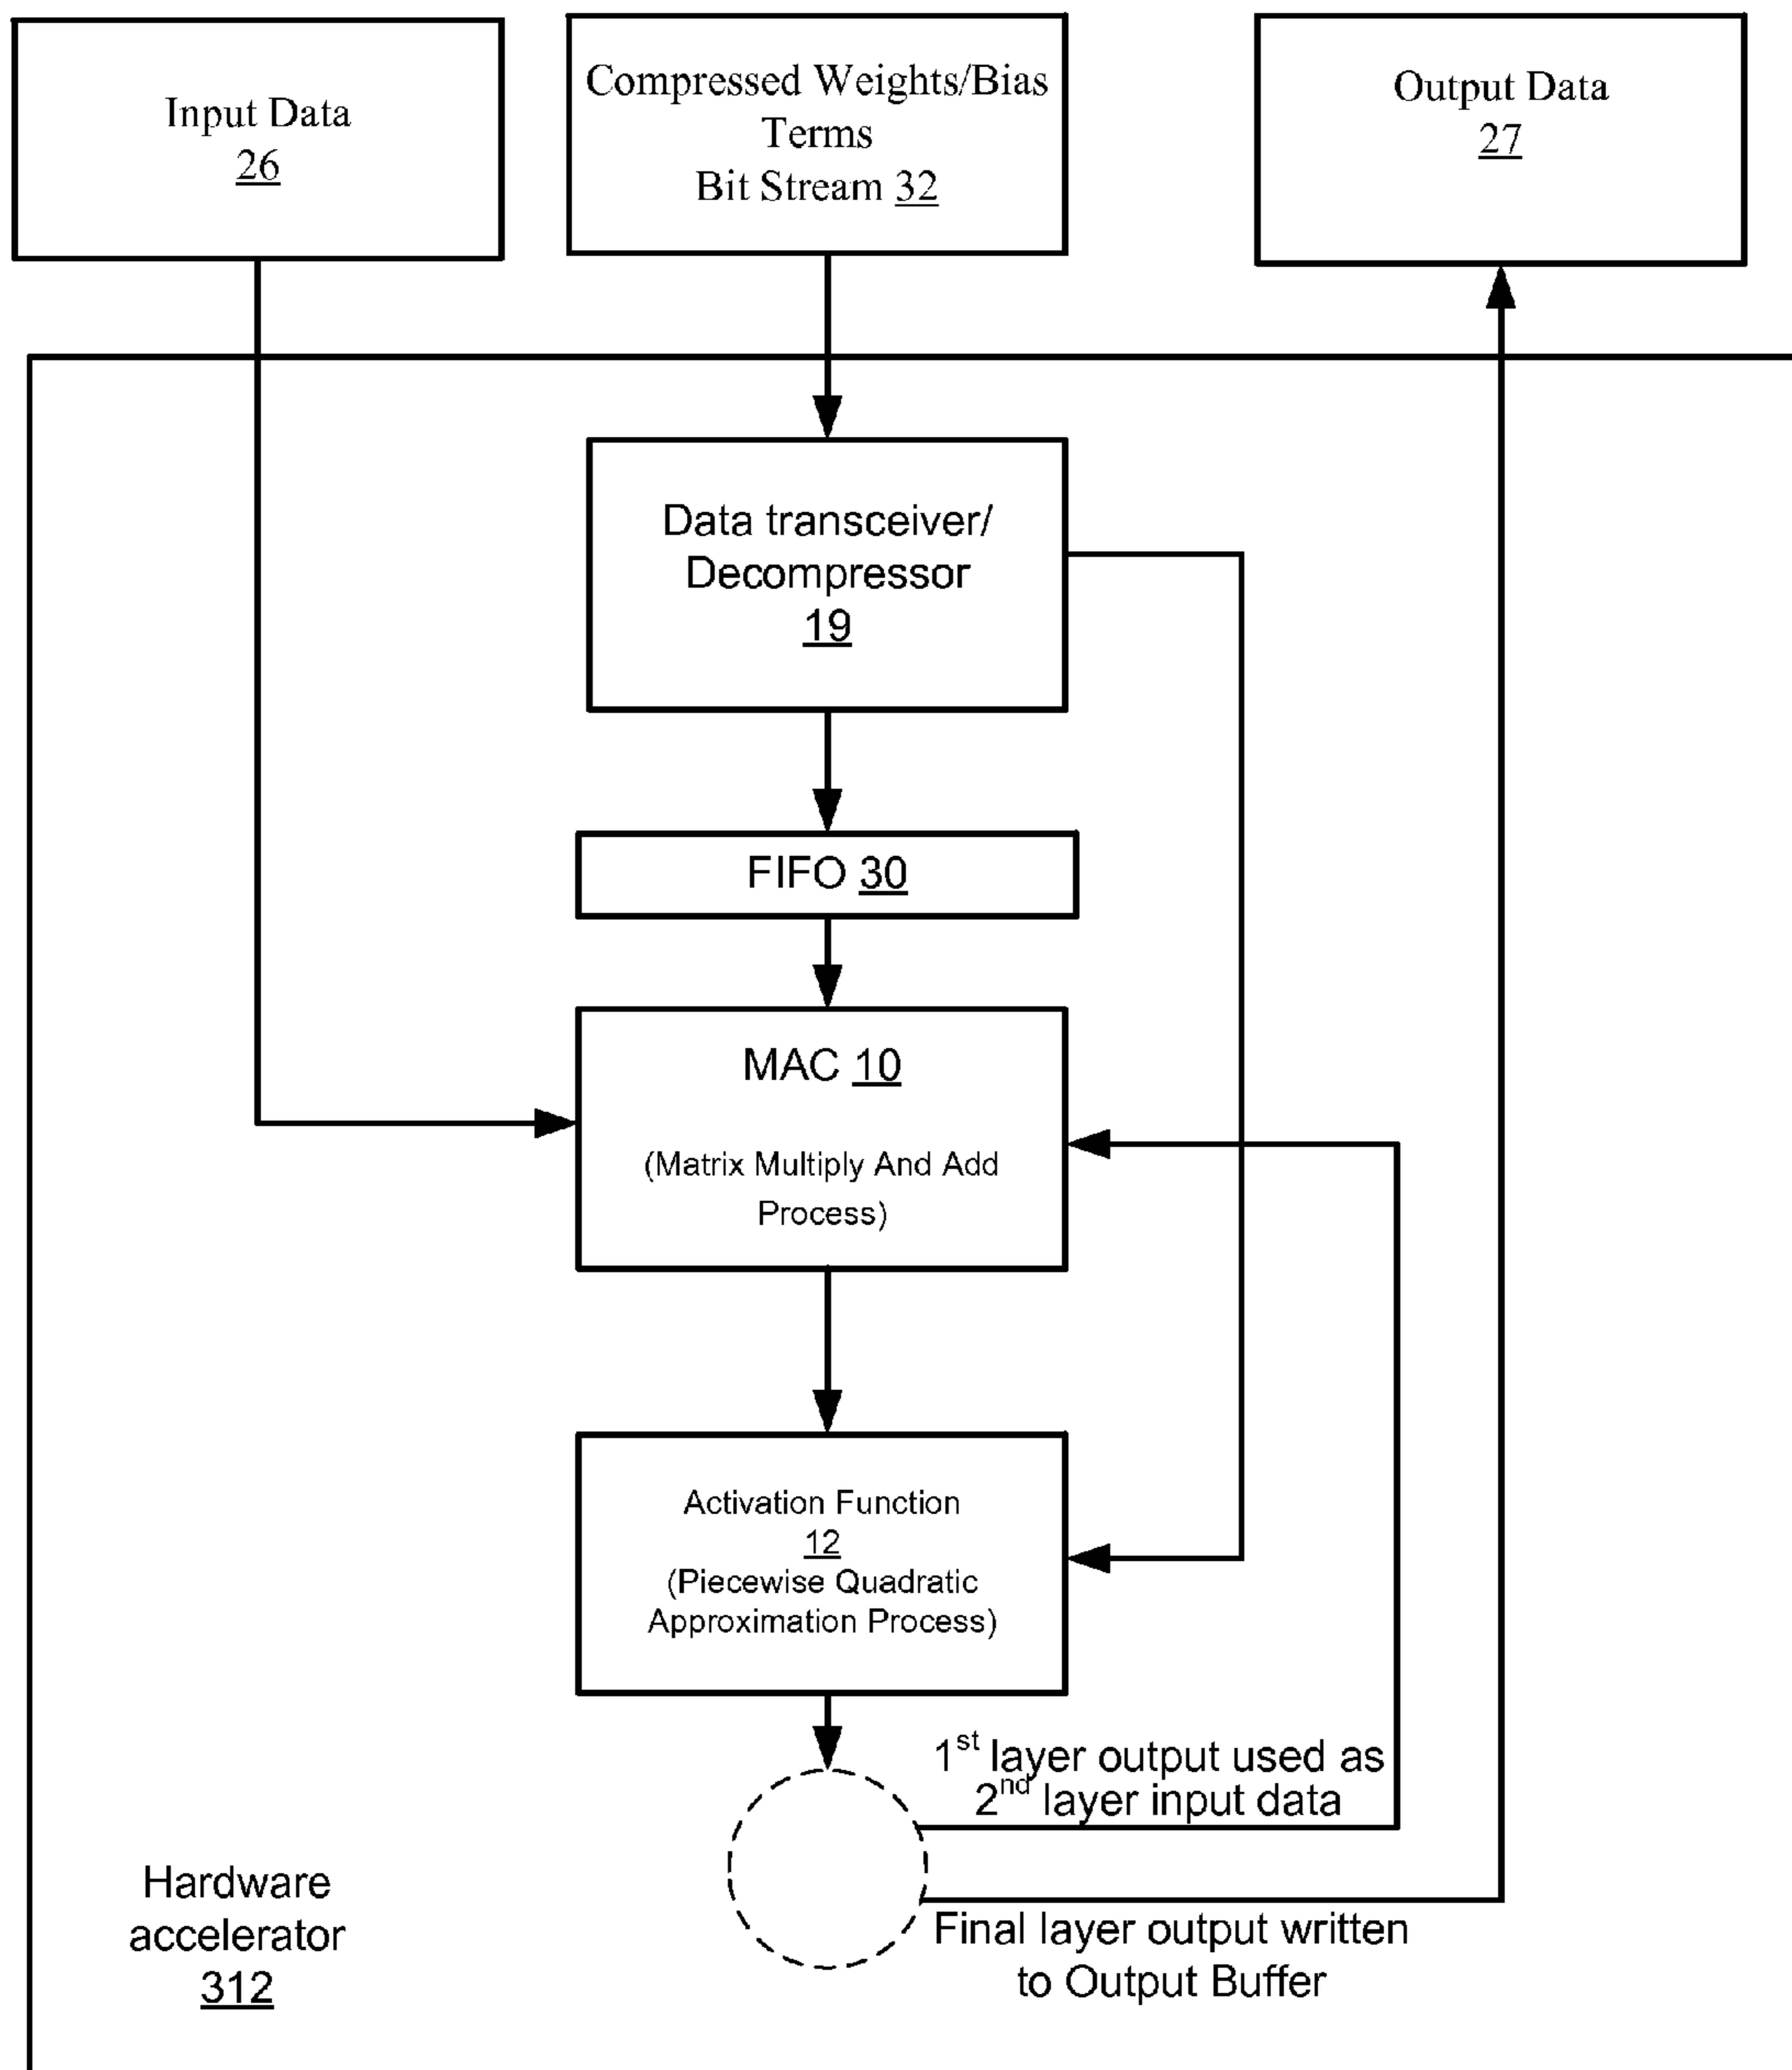 Input Data
26
Compressed Weights/Bias
Terms
Bit Stream 32
Output Data
27
Data transceiver/
Decompressor
19
FIFO 30
MAC 10
(Matrix Multiply And Add
Process)
Activation Function
12
(Piecewise Quadratic
Approximation Process)
1st layer output used as
2nd layer input data
Final layer output written
to Output Buffer
Hardware
accelerator
312